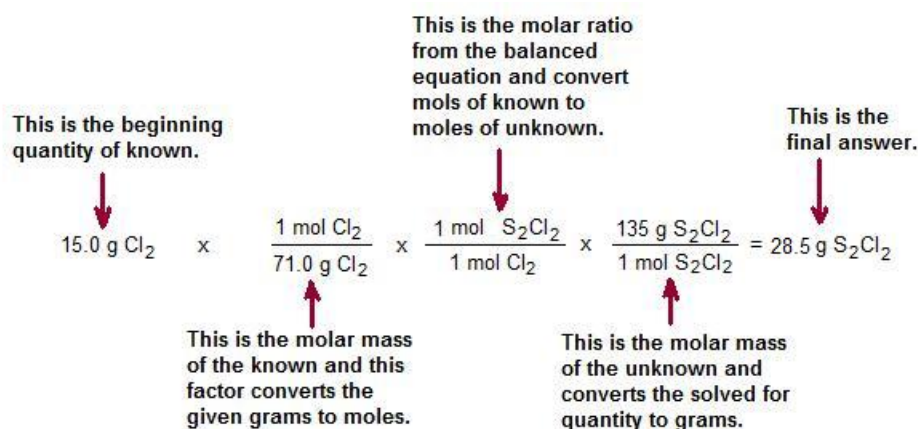 This is the molar ratio
from the balanced
equation and convert
mols of known to
moles of unknown.
This is the beginning
quantity of known.
This is the
final answer.
15.0 g Cl₂ x 1 mol Cl₂ / 71.0 g Cl₂ x 1 mol S₂Cl₂ / 1 mol Cl₂ x 135 g S₂Cl₂ / 1 mol S₂Cl₂ = 28.5 g S₂Cl₂
This is the molar mass
of the known and this
factor converts the
given grams to moles.
This is the molar mass
of the unknown and
converts the solved for
quantity to grams.